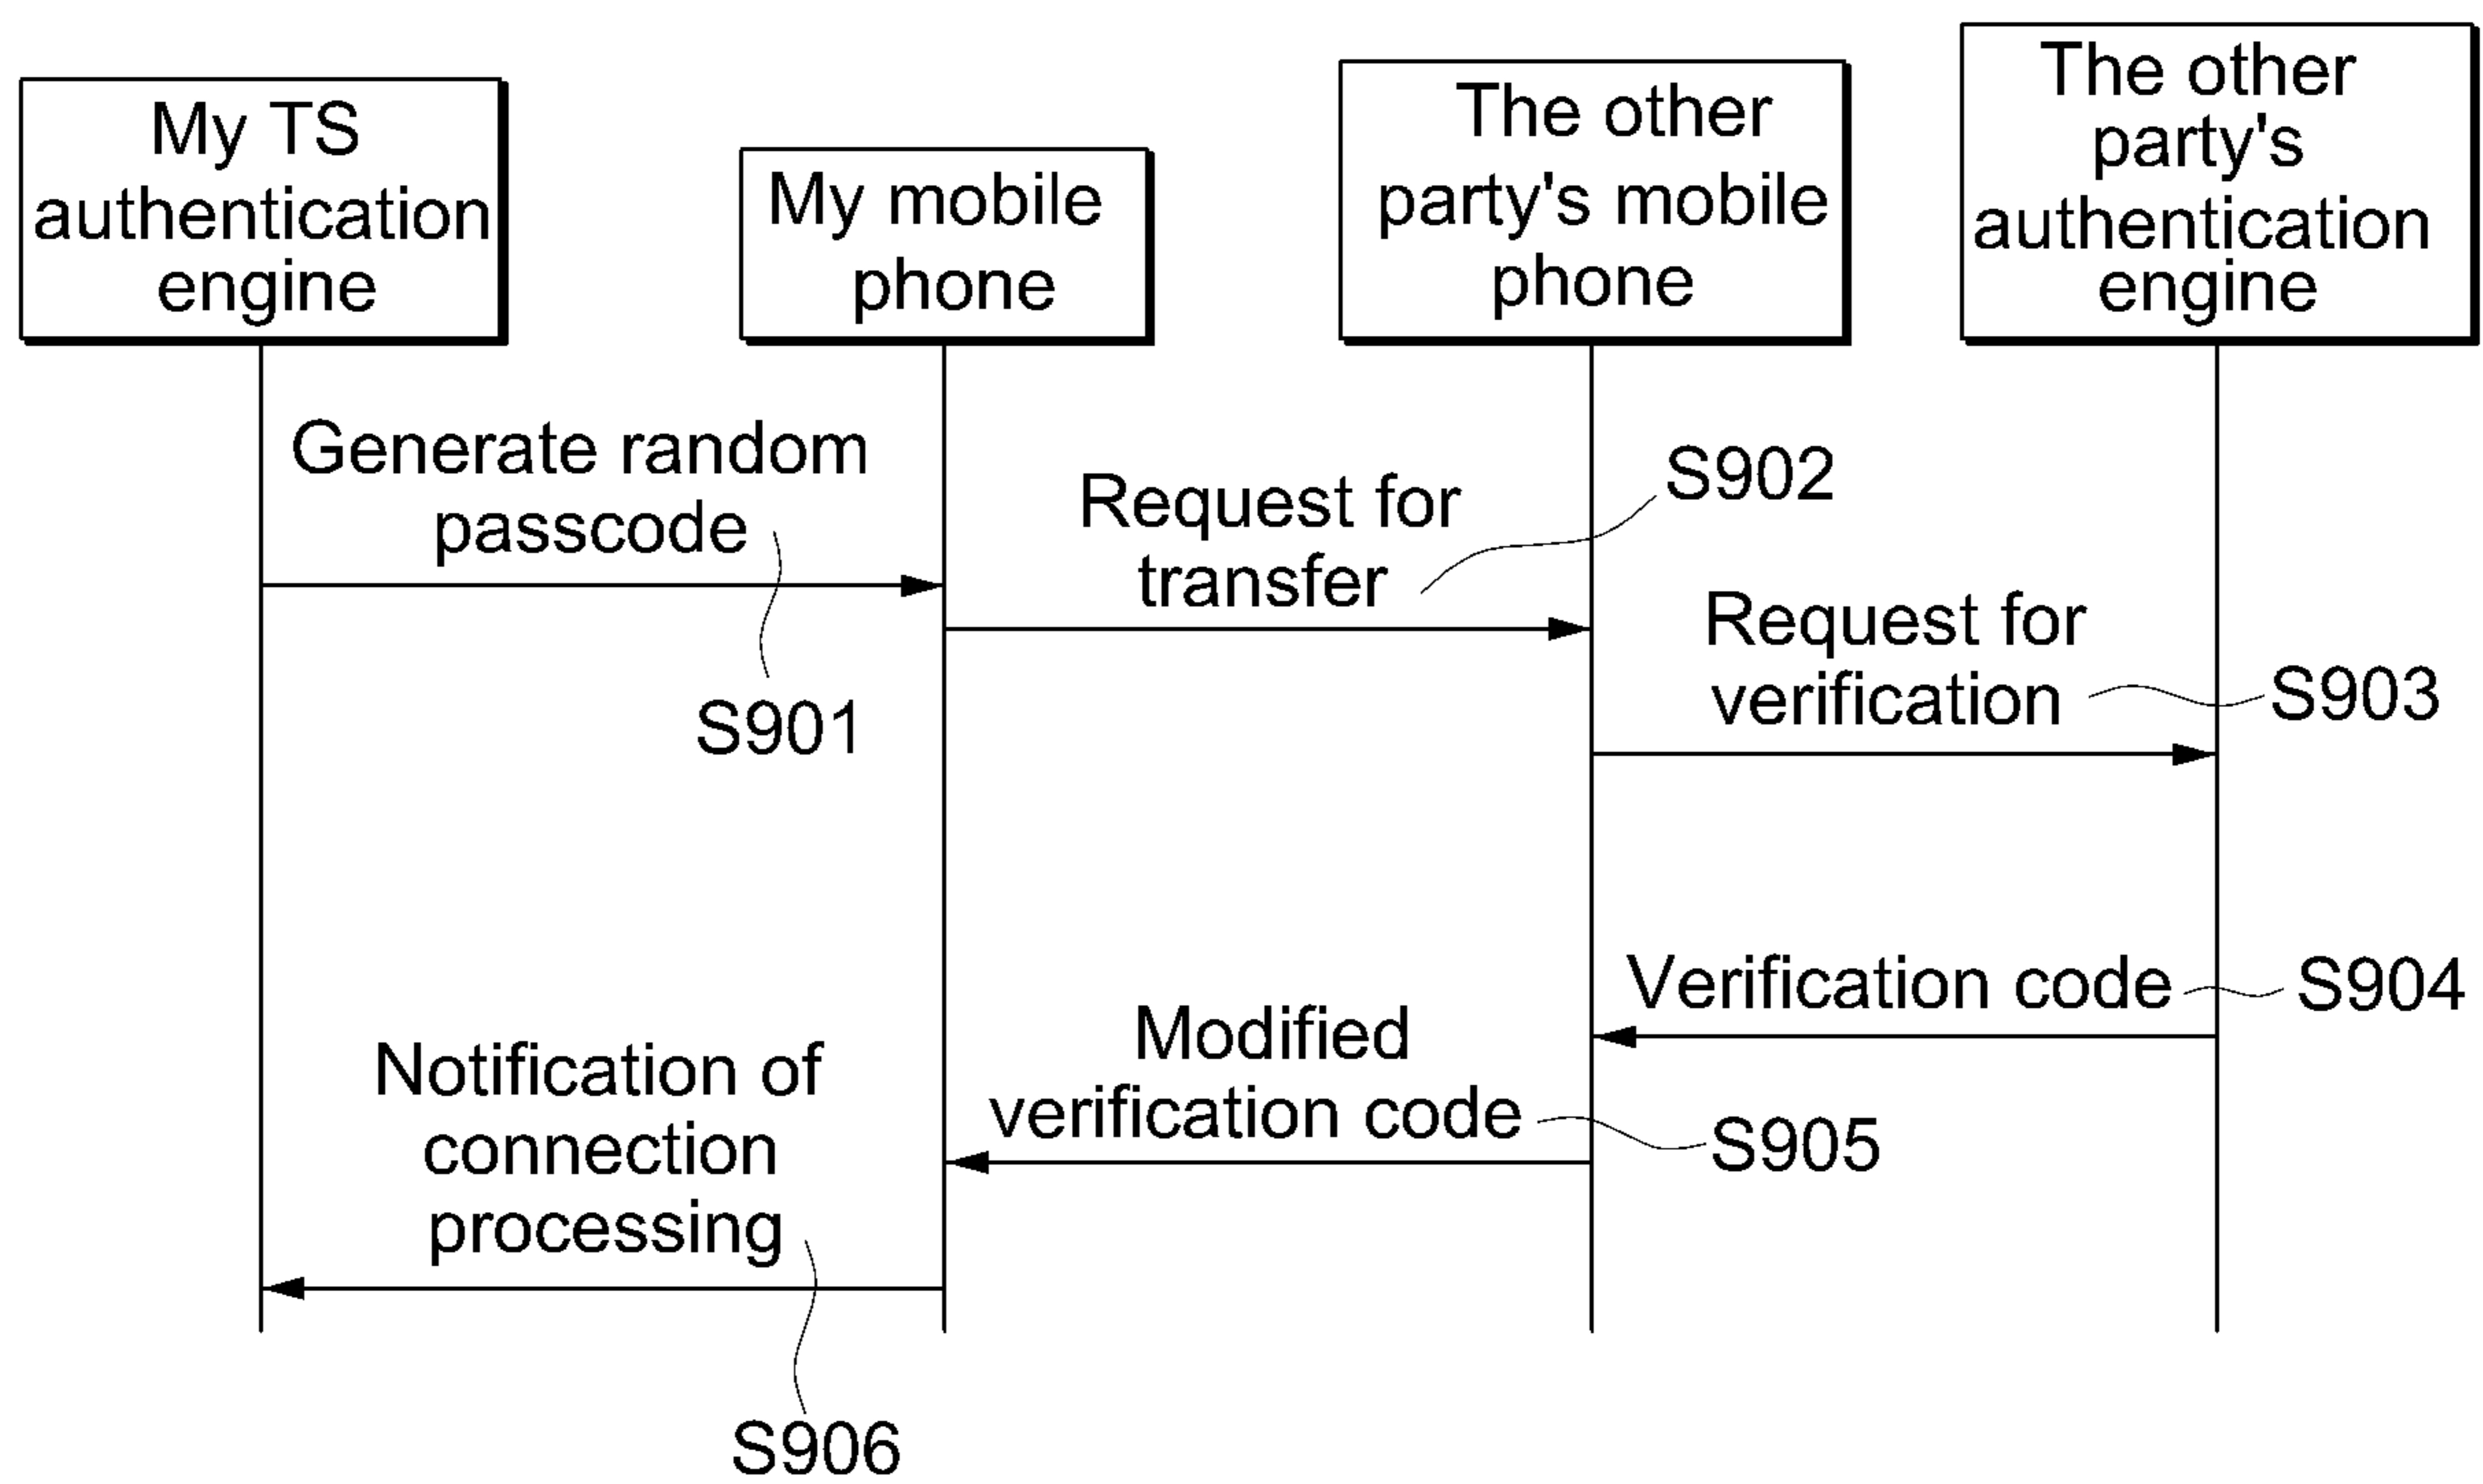 My TS
authentication
engine
My mobile
phone
The other
party's mobile
phone
The other
party's
authentication
engine
Generate random
passcode
S901
Request for
transfer
S902
Request for
verification
S903
Verification code
S904
Modified
verification code
S905
Notification of
connection
processing
S906